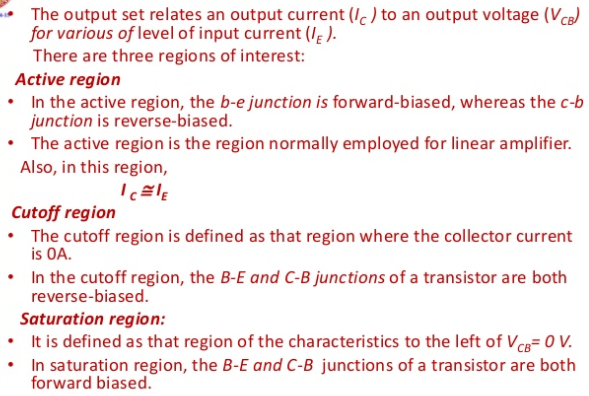 • The output set relates an output current (I_C ) to an output voltage (V_CB)
for various of level of input current (I_E ).
There are three regions of interest:
Active region
• In the active region, the b-e junction is forward-biased, whereas the c-b
junction is reverse-biased.
• The active region is the region normally employed for linear amplifier.
Also, in this region,
I_C ≅ I_E
Cutoff region
• The cutoff region is defined as that region where the collector current
is 0A.
• In the cutoff region, the B-E and C-B junctions of a transistor are both
reverse-biased.
Saturation region:
• It is defined as that region of the characteristics to the left of V_CB= 0 V.
• In saturation region, the B-E and C-B junctions of a transistor are both
forward biased.